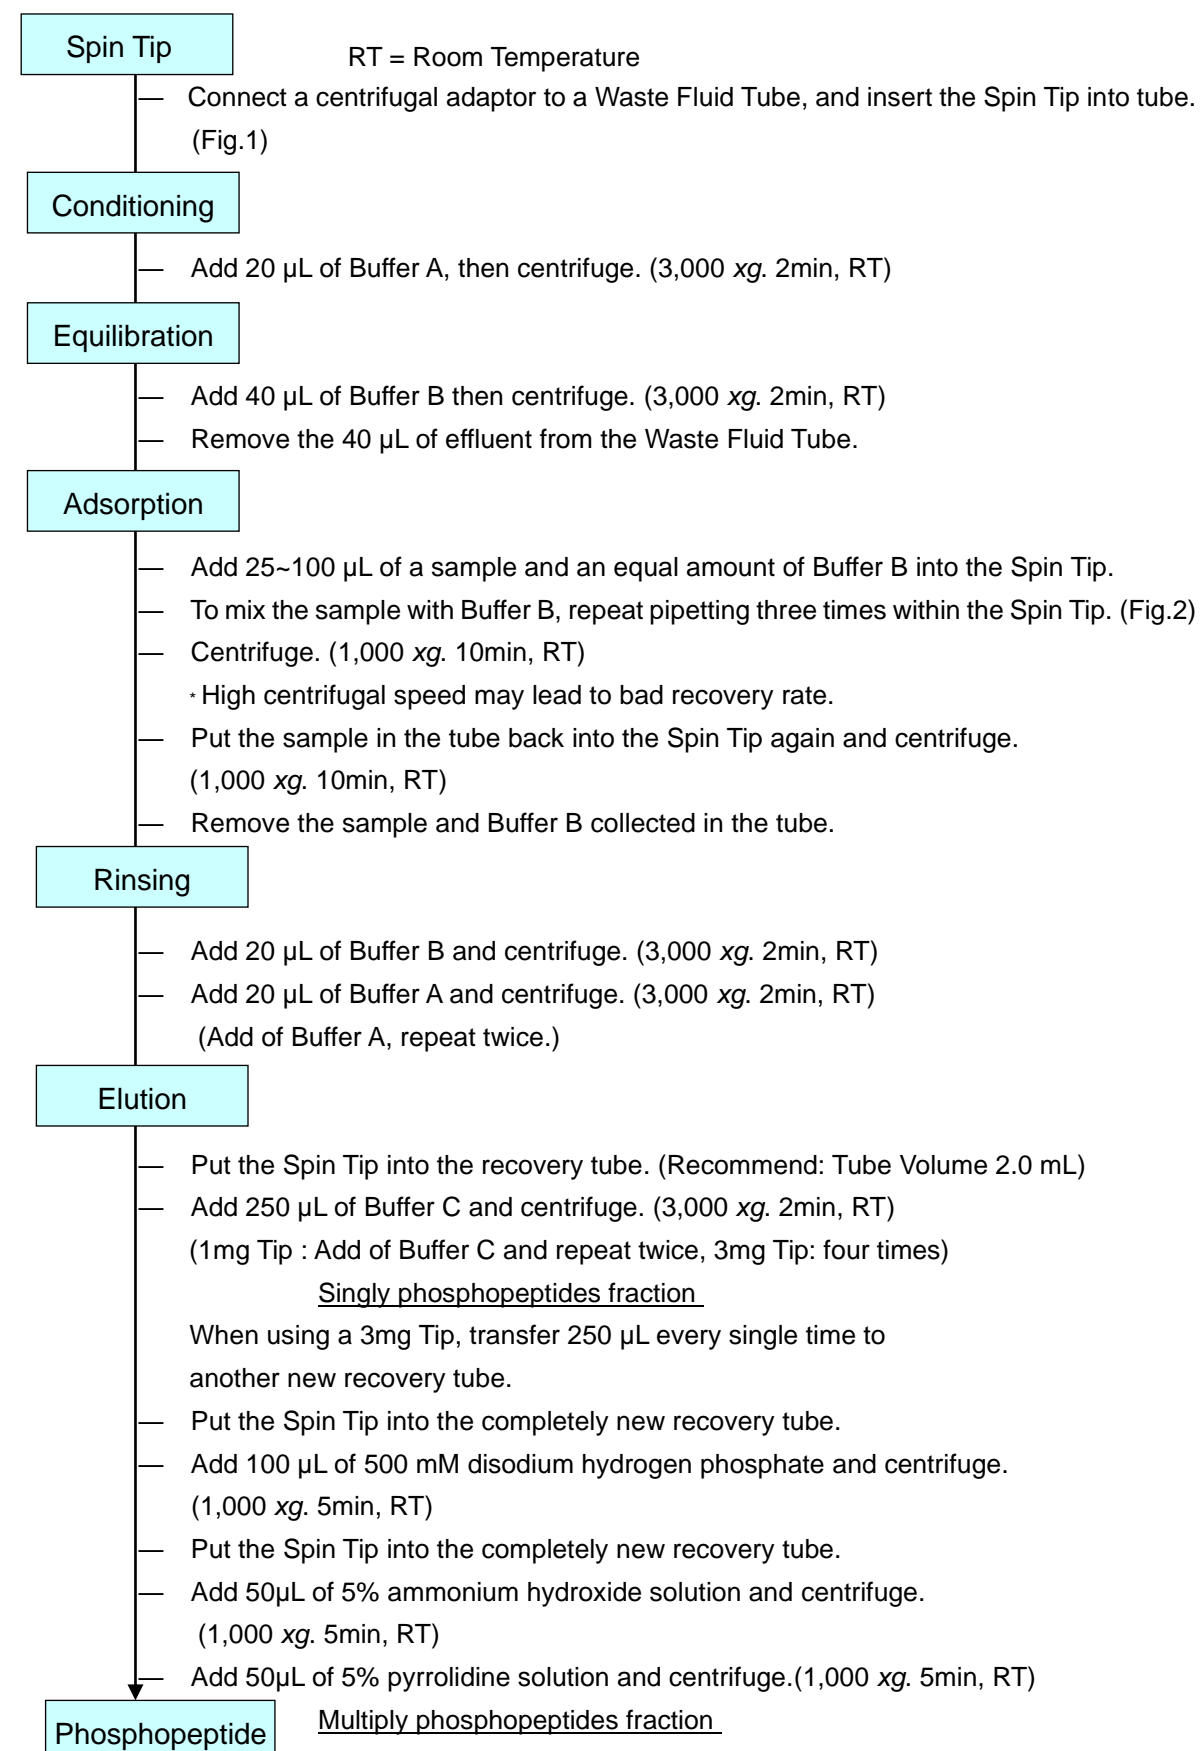 Spin Tip
RT = Room Temperature
— Connect a centrifugal adaptor to a Waste Fluid Tube, and insert the Spin Tip into tube.
(Fig.1)
Conditioning
— Add 20 µL of Buffer A, then centrifuge. (3,000 xg. 2min, RT)
Equilibration
— Add 40 µL of Buffer B then centrifuge. (3,000 xg. 2min, RT)
— Remove the 40 µL of effluent from the Waste Fluid Tube.
Adsorption
— Add 25~100 µL of a sample and an equal amount of Buffer B into the Spin Tip.
— To mix the sample with Buffer B, repeat pipetting three times within the Spin Tip. (Fig.2)
— Centrifuge. (1,000 xg. 10min, RT)
* High centrifugal speed may lead to bad recovery rate.
— Put the sample in the tube back into the Spin Tip again and centrifuge.
(1,000 xg. 10min, RT)
— Remove the sample and Buffer B collected in the tube.
Rinsing
— Add 20 µL of Buffer B and centrifuge. (3,000 xg. 2min, RT)
— Add 20 µL of Buffer A and centrifuge. (3,000 xg. 2min, RT)
(Add of Buffer A, repeat twice.)
Elution
— Put the Spin Tip into the recovery tube. (Recommend: Tube Volume 2.0 mL)
— Add 250 µL of Buffer C and centrifuge. (3,000 xg. 2min, RT)
(1mg Tip : Add of Buffer C and repeat twice, 3mg Tip: four times)
Singly phosphopeptides fraction
When using a 3mg Tip, transfer 250 µL every single time to
another new recovery tube.
— Put the Spin Tip into the completely new recovery tube.
— Add 100 µL of 500 mM disodium hydrogen phosphate and centrifuge.
(1,000 xg. 5min, RT)
— Put the Spin Tip into the completely new recovery tube.
— Add 50µL of 5% ammonium hydroxide solution and centrifuge.
(1,000 xg. 5min, RT)
— Add 50µL of 5% pyrrolidine solution and centrifuge.(1,000 xg. 5min, RT)
Multiply phosphopeptides fraction
Phosphopeptide